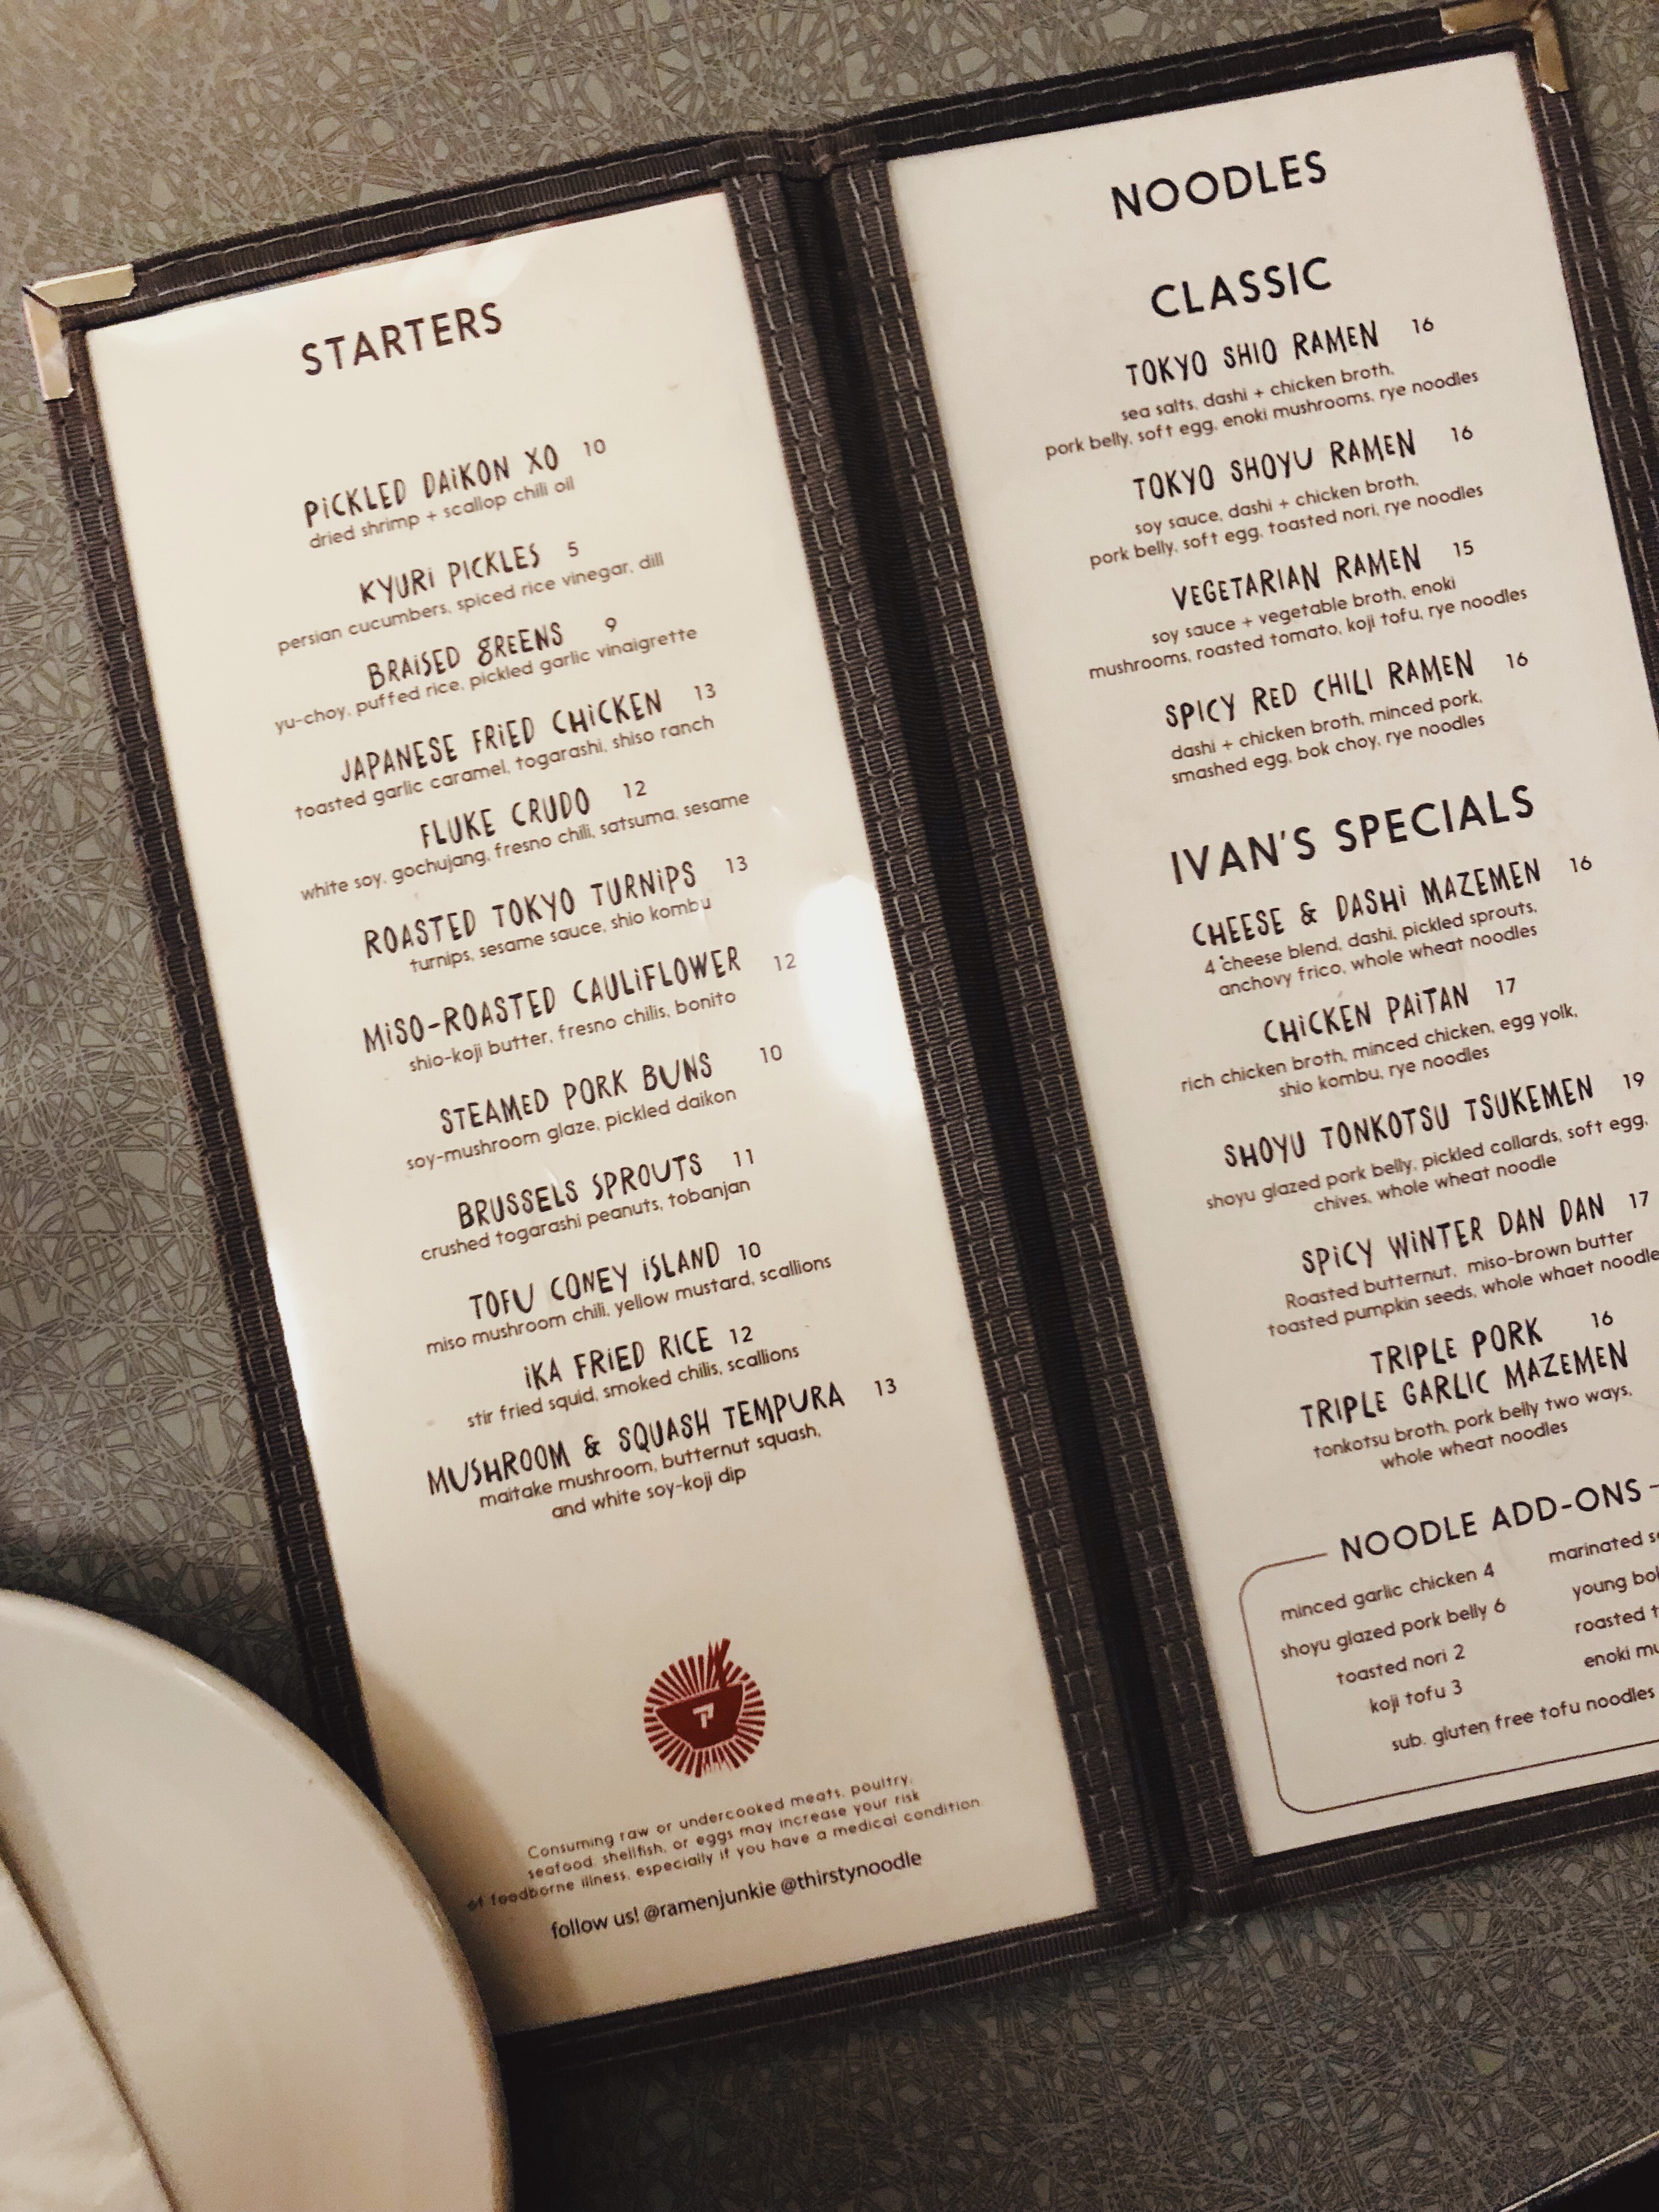 STARTERS
PiCKLED DAiKON XO 10
dried shrimp + scallop chili oil
KYURi PiCKLES 5
persian cucumbers, spiced rice vinegar, dill
BRAiSED gREENS 9
yu-choy, puffed rice, pickled garlic vinaigrette
JAPANESE FRiED CHiCKEN 13
toasted garlic caramel, togarashi, shiso ranch
FLUKE CRUDO 12
white soy, gochujang, fresno chili, satsuma, sesame
ROASTED TOKYO TURNiPS 13
turnips, sesame sauce, shio kombu
MiSO-ROASTED CAULiFLOWER 12
shio-koji butter, fresno chilis, bonito
STEAMED PORK BUNS 10
soy-mushroom glaze, pickled daikon
BRUSSELS SPROUTS 11
crushed togarashi peanuts, tobanjan
TOFU CONEY iSLAND 10
miso mushroom chili, yellow mustard, scallions
iKA FRiED RICE 12
stir fried squid, smoked chilis, scallions
MUSHROOM & SQUASH TEMPURA 13
maitake mushroom, butternut squash,
and white soy-koji dip
ア
Consuming raw or undercooked meats, poultry,
seafood, shellfish, or eggs may increase your risk
of foodborne illness, especially if you have a medical condition
follow us! @ramenjunkie @thirstynoodle
NOODLES
CLASSIC
TOKYO SHIO RAMEN 16
sea salts, dashi + chicken broth,
pork belly, soft egg, enoki mushrooms, rye noodles
TOKYO SHOYU RAMEN 16
soy sauce, dashi + chicken broth,
pork belly, soft egg, toasted nori, rye noodles
VEGETARIAN RAMEN 15
soy sauce + vegetable broth, enoki
mushrooms, roasted tomato, koji tofu, rye noodles
SPICY RED CHILI RAMEN 16
dashi + chicken broth, minced pork,
smashed egg, bok choy, rye noodles
IVAN'S SPECIALS
CHEESE & DASHi MAZEMEN 16
4 cheese blend, dashi, pickled sprouts,
anchovy frico, whole wheat noodles
CHiCKEN PAiTAN 17
rich chicken broth, minced chicken, egg yolk,
shio kombu, rye noodles
SHOYU TONKOTSU TSUKEMEN 19
shoyu glazed pork belly, pickled collards, soft egg,
chives, whole wheat noodle
SPiCY WiNTER DAN DAN 17
Roasted butternut, miso-brown butter
toasted pumpkin seeds, whole whaet noodle
TRIPLE PORK 16
TRIPLE GARLIC MAZEMEN
tonkotsu broth, pork belly two ways,
whole wheat noodles
NOODLE ADD-ONS
minced garlic chicken 4
shoyu glazed pork belly 6
toasted nori 2
koji tofu 3
marinated
young
roasted
enoki
sub. gluten free tofu noodles